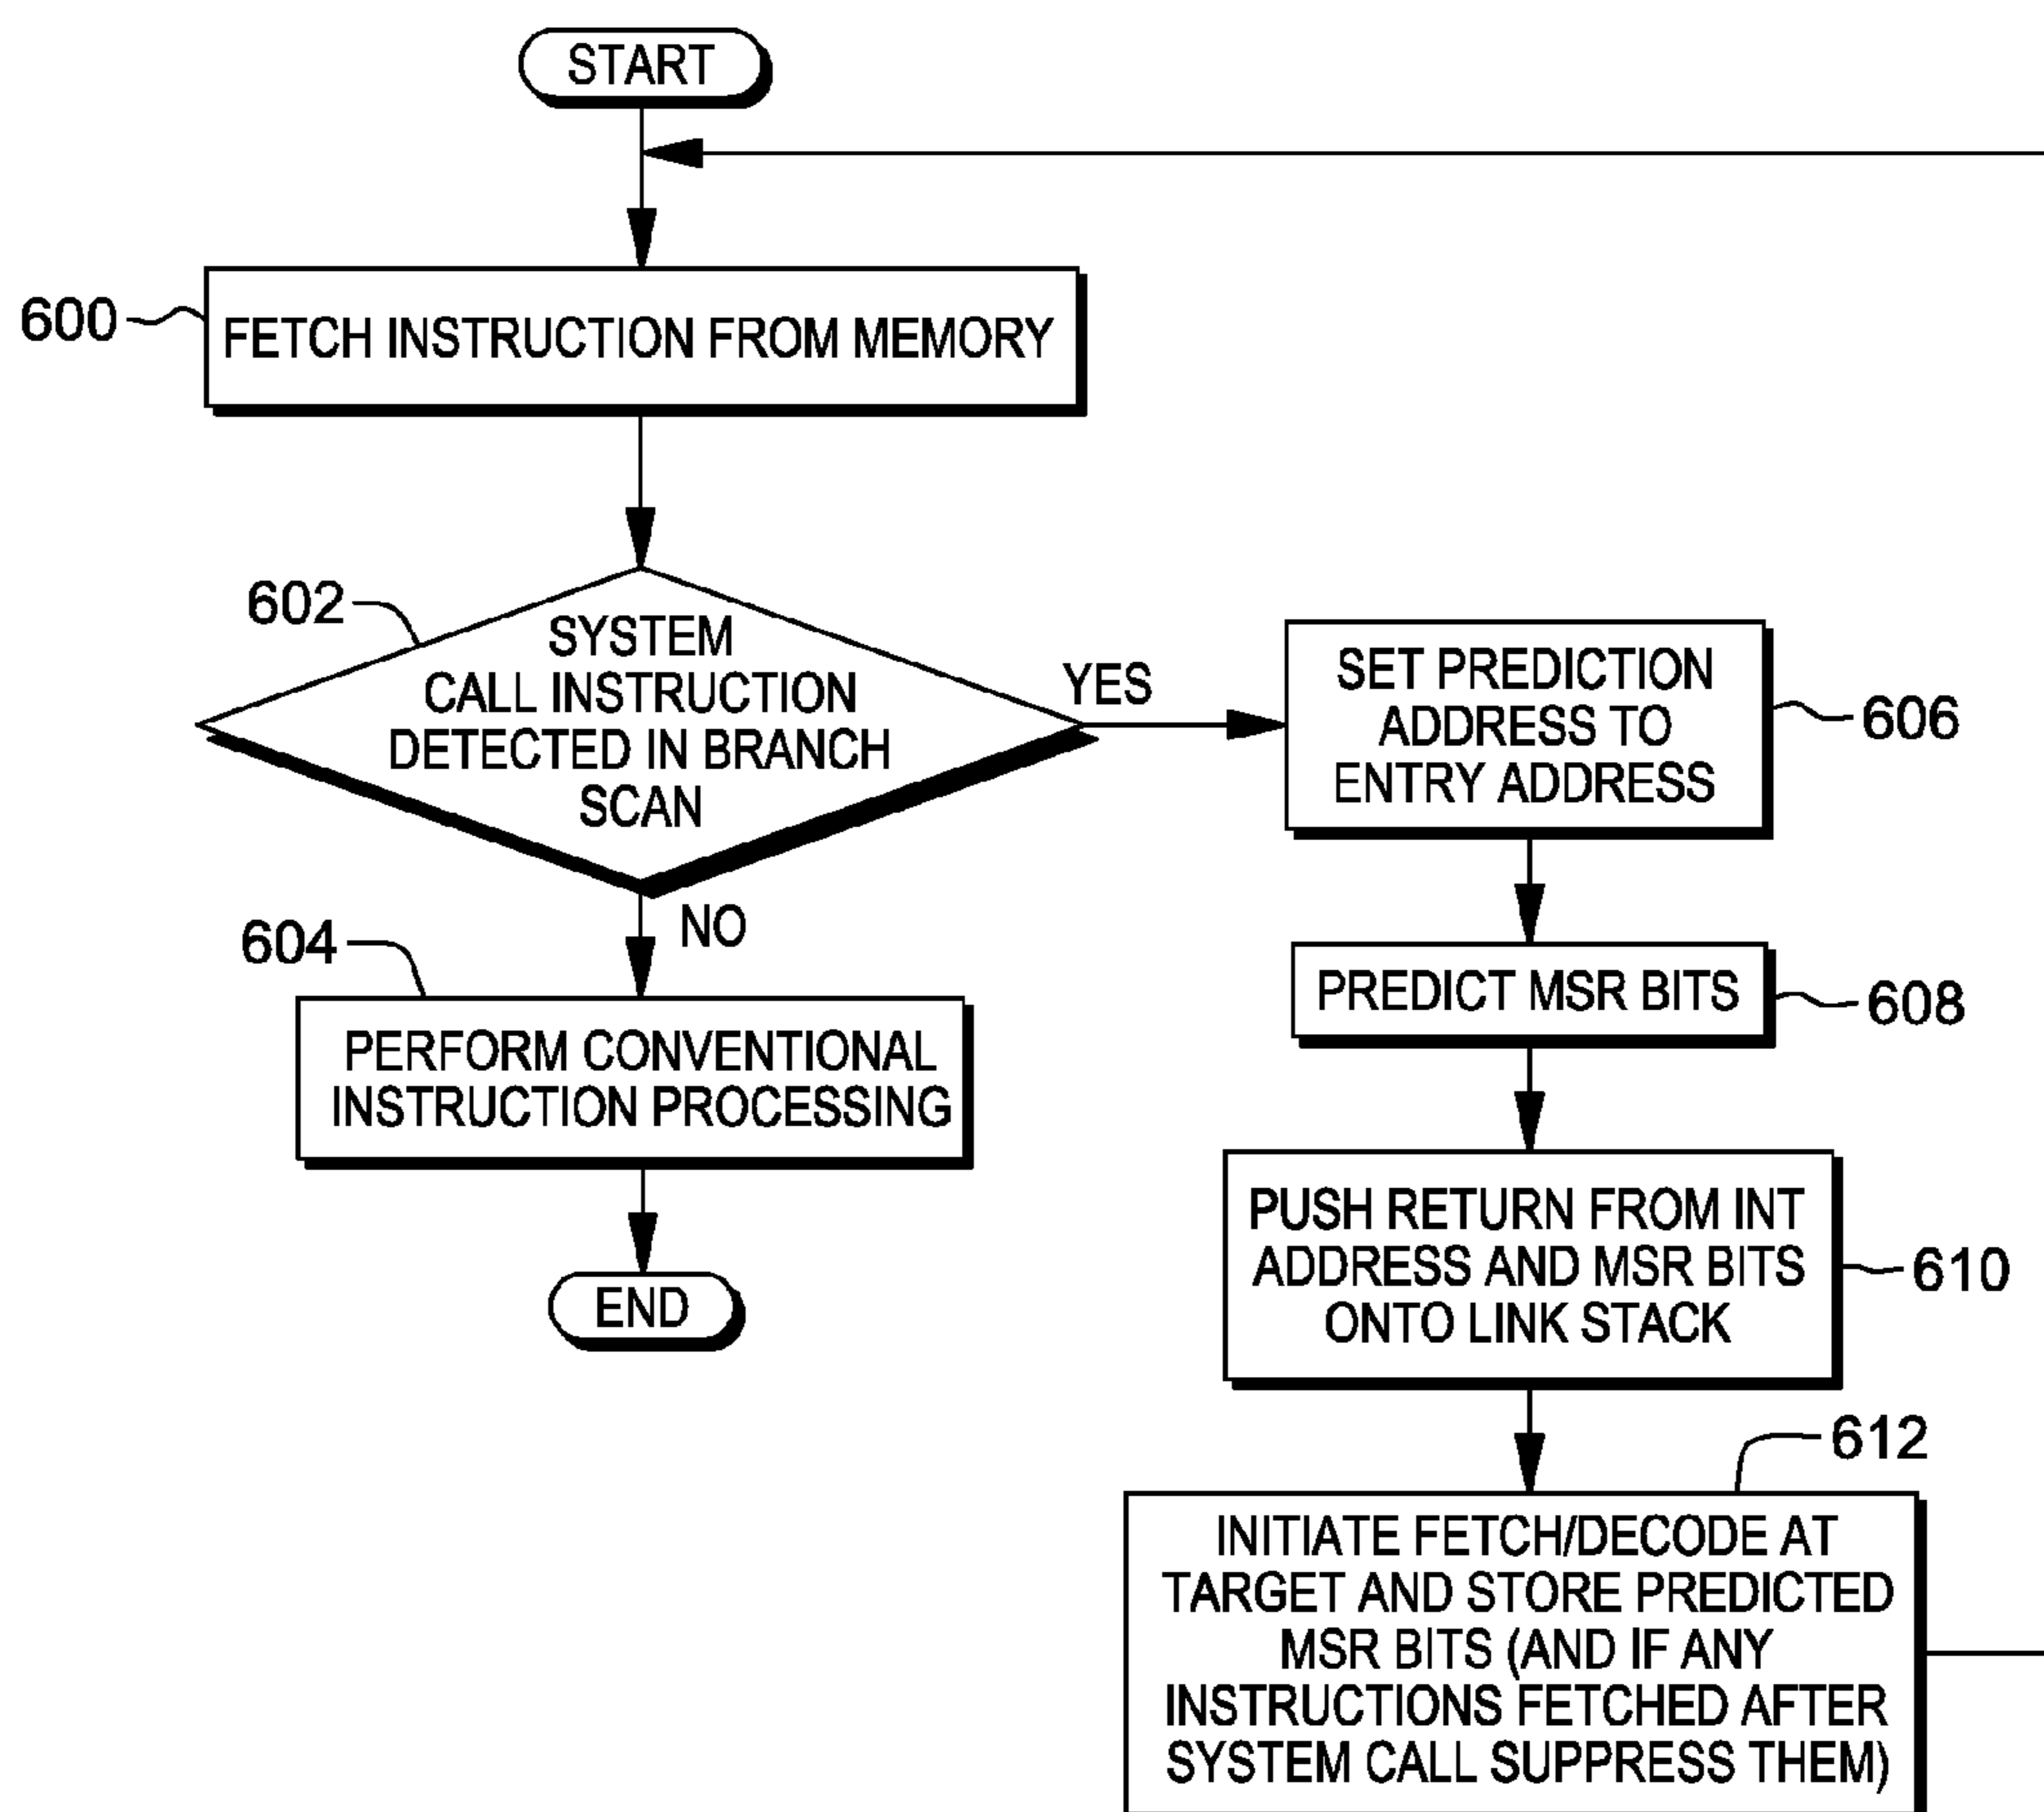 START
600
FETCH INSTRUCTION FROM MEMORY
602
SYSTEM
CALL INSTRUCTION
DETECTED IN BRANCH
SCAN
YES
NO
604
PERFORM CONVENTIONAL
INSTRUCTION PROCESSING
END
SET PREDICTION
ADDRESS TO
ENTRY ADDRESS
606
PREDICT MSR BITS
608
PUSH RETURN FROM INT
ADDRESS AND MSR BITS
ONTO LINK STACK
610
612
INITIATE FETCH/DECODE AT
TARGET AND STORE PREDICTED
MSR BITS (AND IF ANY
INSTRUCTIONS FETCHED AFTER
SYSTEM CALL SUPPRESS THEM)